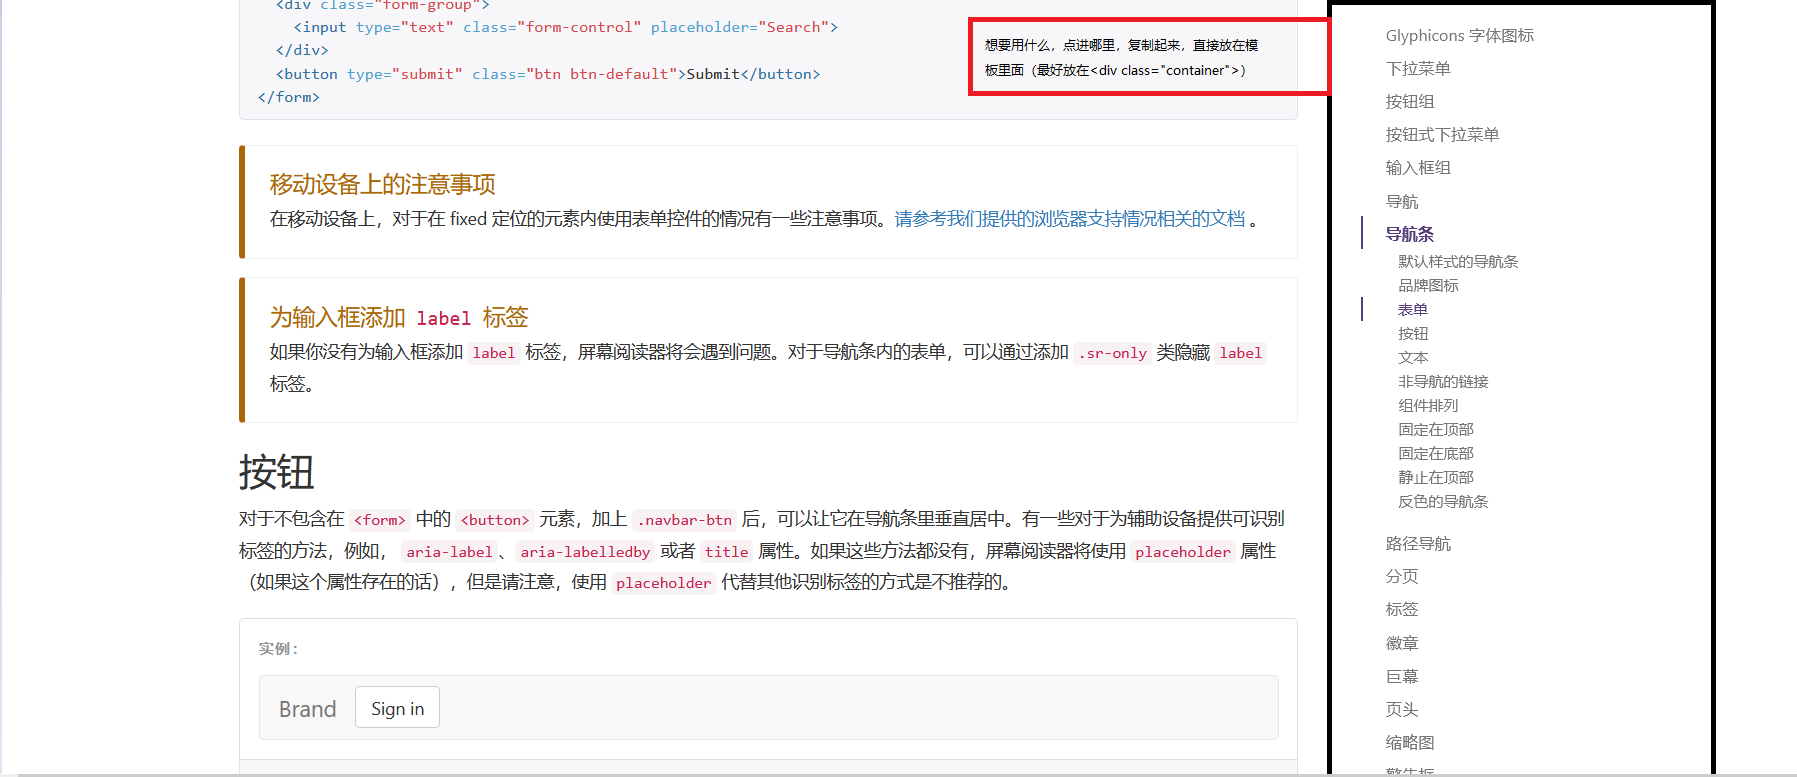 <div class="form-group">
<input type="text" class="form-control" placeholder="Search">
</div>
<button type="submit" class="btn btn-default">Submit</button>
</form>
想要用什么，点进哪里，复制起来，直接放在模
板里面（最好放在<div class="container">）
移动设备上的注意事项
在移动设备上，对于在 fixed 定位的元素内使用表单控件的情况有一些注意事项。请参考我们提供的浏览器支持情况相关的文档 。
为输入框添加 label 标签
如果你没有为输入框添加 label 标签，屏幕阅读器将会遇到问题。对于导航条内的表单，可以通过添加 .sr-only 类隐藏 label
标签。
按钮
对于不包含在 <form> 中的 <button> 元素，加上 .navbar-btn 后，可以让它在导航条里垂直居中。有一些对于为辅助设备提供可识别
标签的方法，例如， aria-label、aria-labelledby 或者 title 属性。如果这些方法都没有，屏幕阅读器将使用 placeholder 属性
（如果这个属性存在的话），但是请注意，使用 placeholder 代替其他识别标签的方式是不推荐的。
实例：
Brand Sign in
Glyphicons 字体图标
下拉菜单
按钮组
按钮式下拉菜单
输入框组
导航
导航条
默认样式的导航条
品牌图标
表单
按钮
文本
非导航的链接
组件排列
固定在顶部
固定在底部
静止在顶部
反色的导航条
路径导航
分页
标签
徽章
巨幕
页头
缩略图
警告框